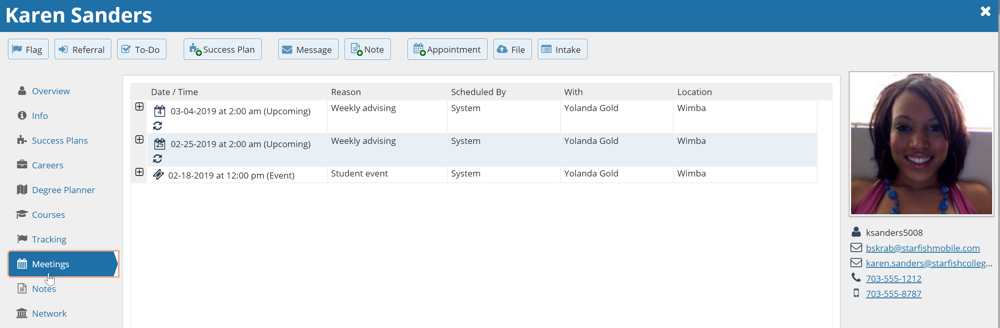 Karen Sanders
Flag Referral To-Do Success Plan Message Note Appointment File Intake
Overview
Info
Success Plans
Careers
Degree Planner
Courses
Tracking
Meetings
Notes
Network
Date / Time Reason Scheduled By With Location
4 03-04-2019 at 2:00 am (Upcoming) Weekly advising System Yolanda Gold Wimba
25 02-25-2019 at 2:00 am (Upcoming) Weekly advising System Yolanda Gold Wimba
02-18-2019 at 12:00 pm (Event) Student event System Yolanda Gold Wimba
ksanders5008
bskrab@starfishmobile.com
karen.sanders@starfishcolleg...
703-555-1212
703-555-8787